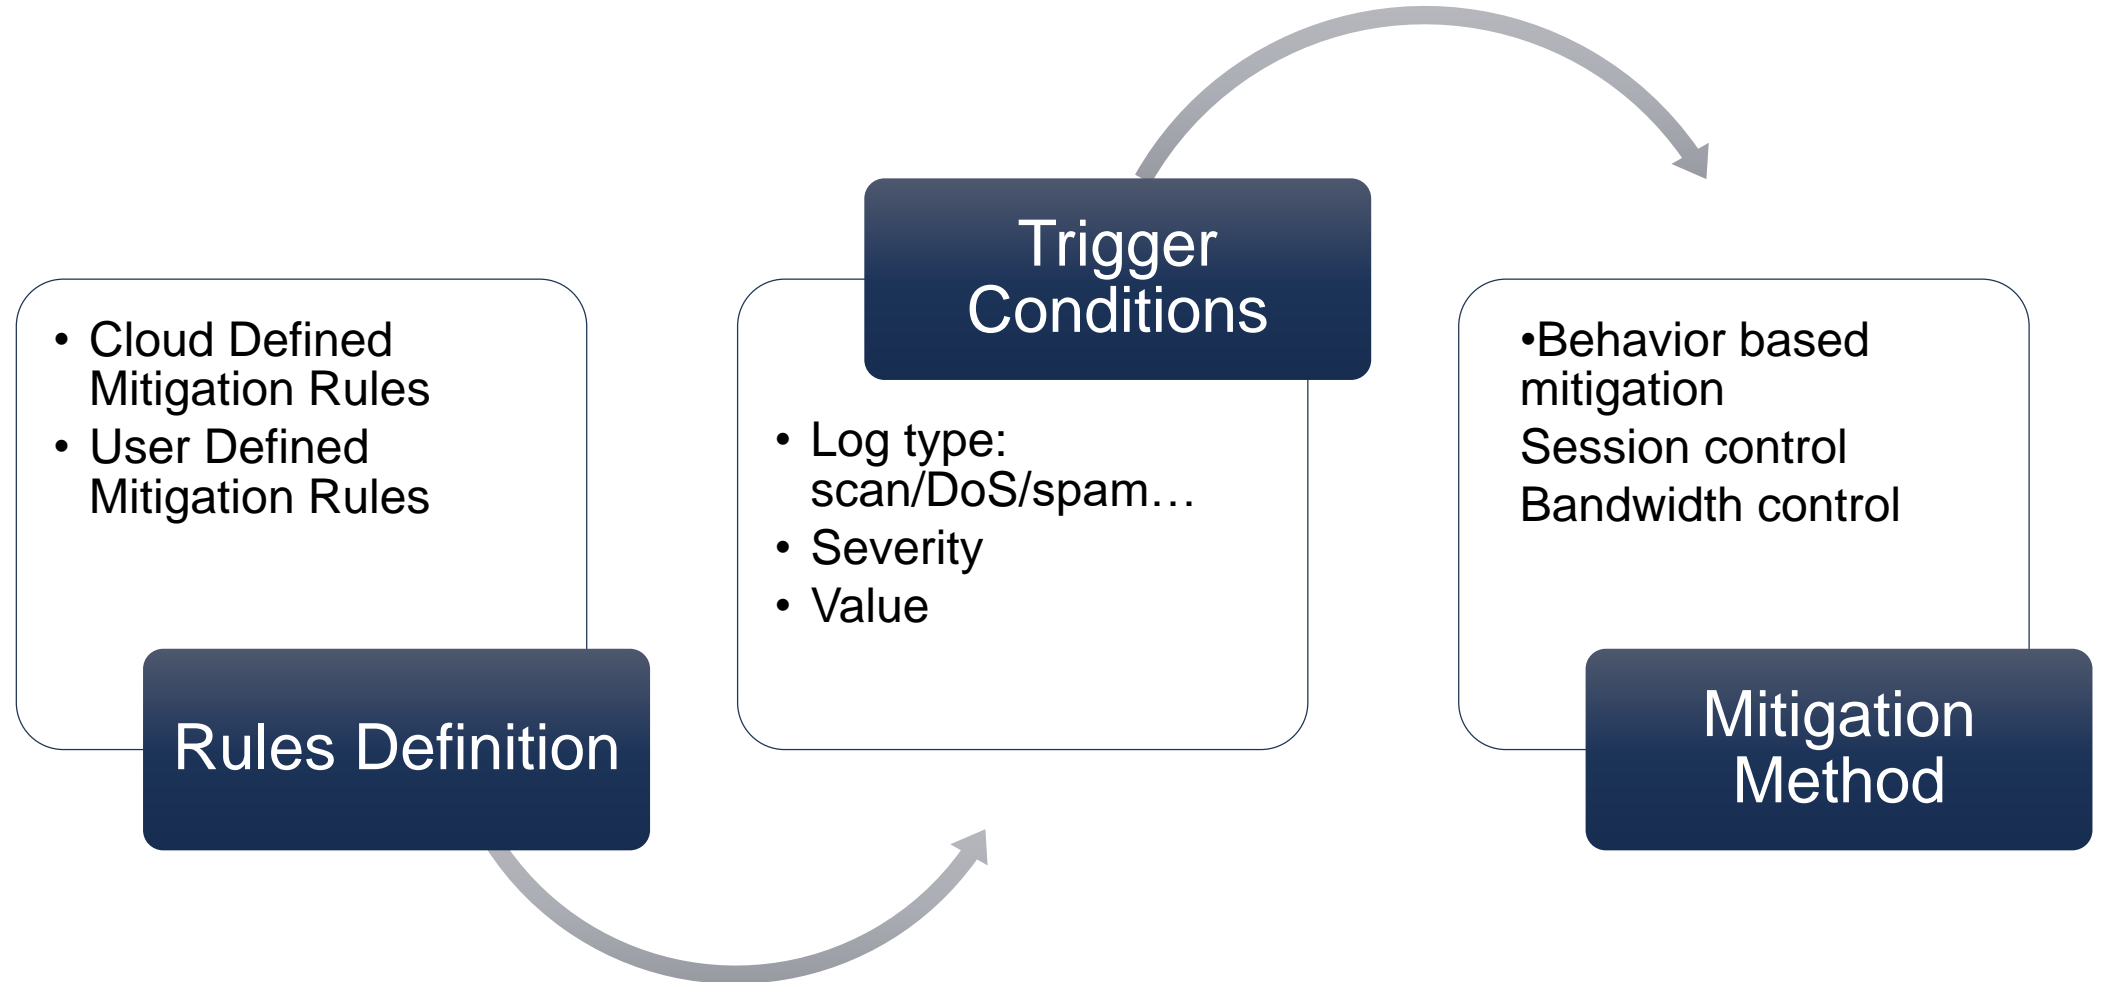 • Cloud Defined
Mitigation Rules
• User Defined
Mitigation Rules
Rules Definition
Trigger
Conditions
• Log type:
scan/DoS/spam…
• Severity
• Value
•Behavior based
mitigation
Session control
Bandwidth control
Mitigation
Method